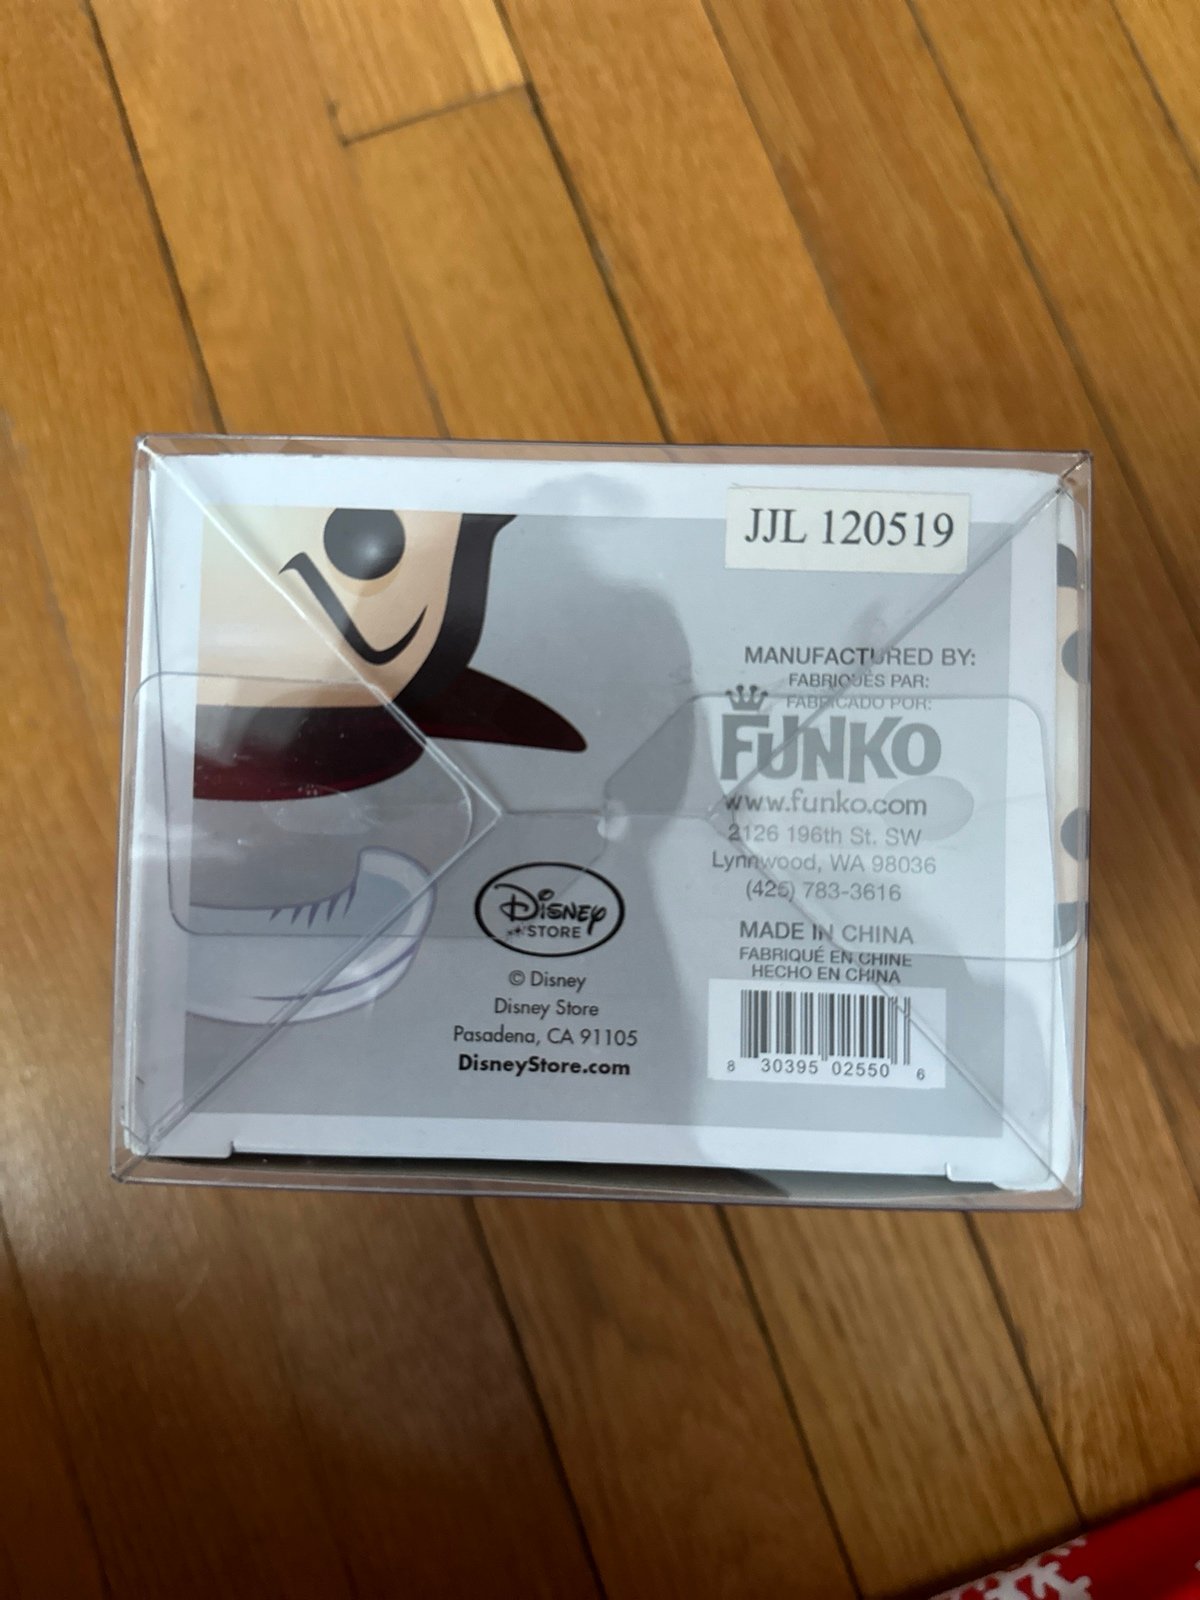 JJL 120519
MANUFACTURED BY:
FABRIQUÉS PAR:
FABRICADO POR:
FUNKO
www.funko.com
2126 196th St. SW
Lynnwood, WA 98036
(425) 783-3616
MADE IN CHINA
FABRIQUÉ EN CHINE
HECHO EN CHINA
8 30395 02550 6
Disney
STORE
© Disney
Disney Store
Pasadena, CA 91105
DisneyStore.com